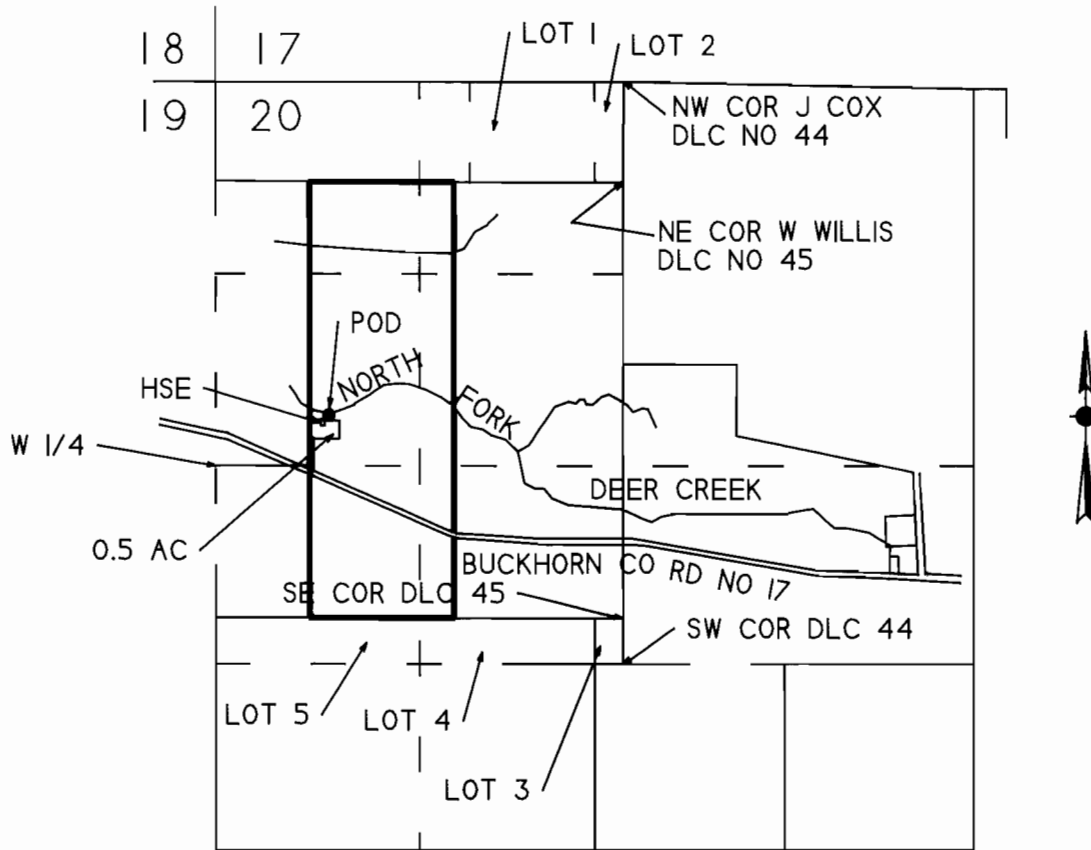 18 17
19 20
LOT 1
LOT 2
NW COR J COX
DLC NO 44
NE COR W WILLIS
DLC NO 45
POD
NORTH
FORK
HSE
W 1/4
DEER CREEK
0.5 AC
BUCKHORN CO RD NO 17
SE COR DLC 45
SW COR DLC 44
LOT 5
LOT 4
LOT 3